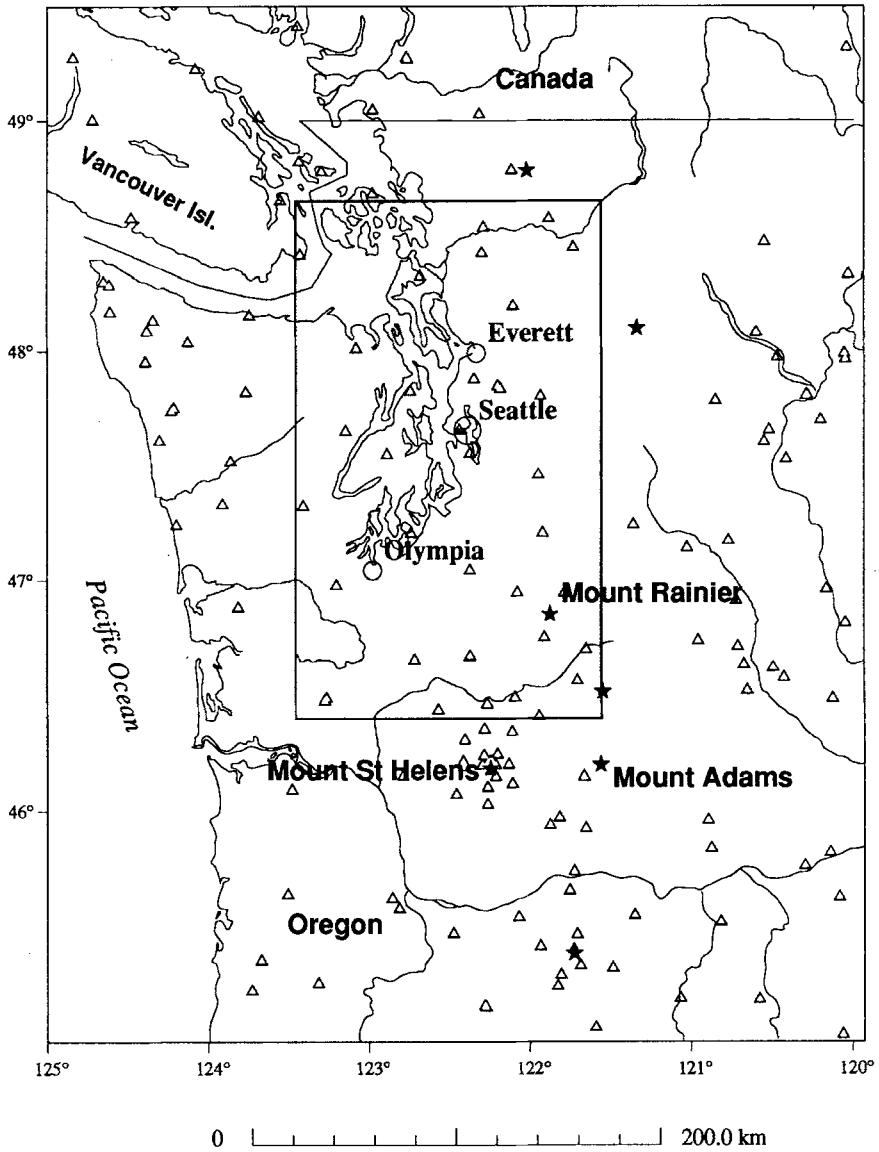 Canada
49°
Vancouver Isl.
Everett
48°
Seattle
Olympia
47°
Mount Rainier
Pacific Ocean
Mount St Helens
Mount Adams
46°
Oregon
125°
124°
123°
122°
121°
120°
0
200.0 km